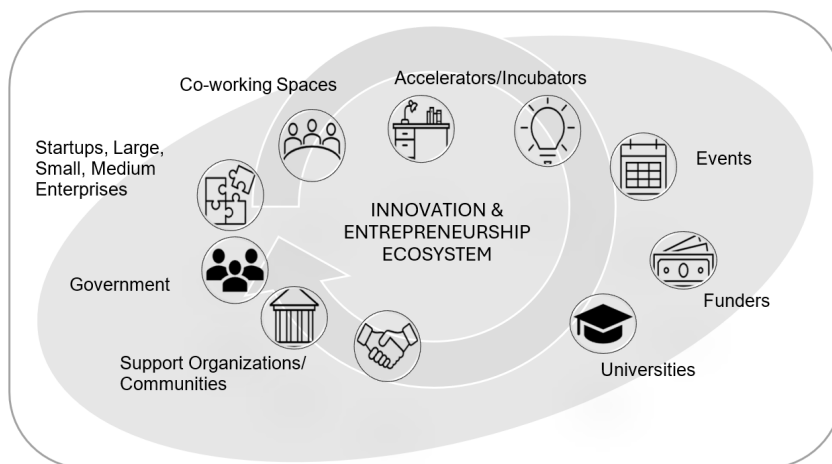 Co-working Spaces
Accelerators/Incubators
Startups, Large,
Small, Medium
Enterprises
Events
INNOVATION &
ENTREPRENEURSHIP
ECOSYSTEM
Government
Funders
Support Organizations/
Communities
Universities